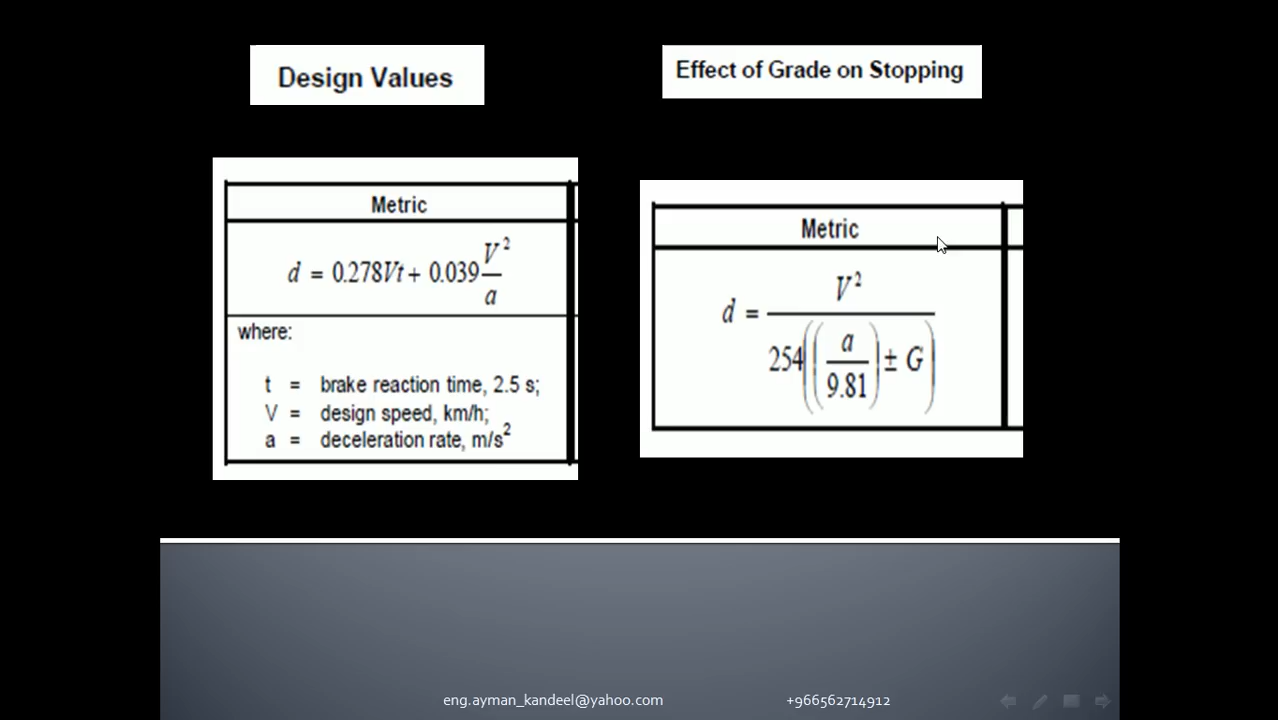 Design Values
Effect of Grade on Stopping
Metric
d = 0.278Vt + 0.039 V² / a
where:
t = brake reaction time, 2.5 s;
V = design speed, km/h;
a = deceleration rate, m/s²
Metric
d = V² / 254((a / 9.81) ± G)
eng.ayman_kandeel@yahoo.com +966562714912